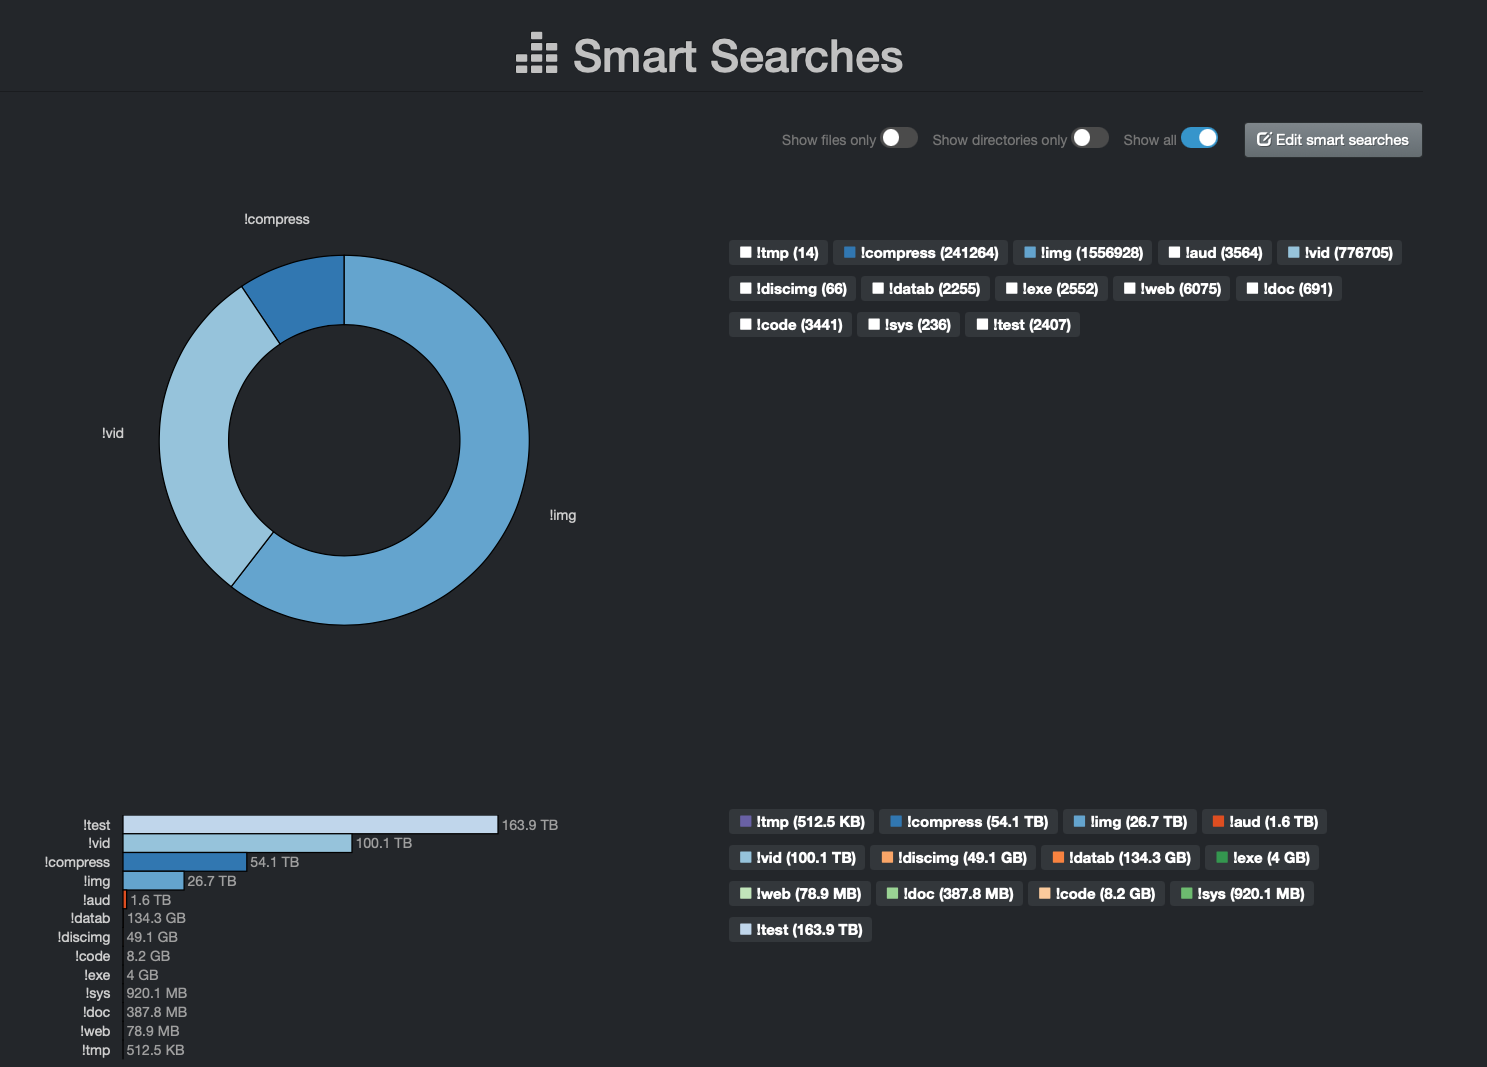 Smart Searches
Show files only Show directories only Show all Edit smart searches
!compress
!vid
!img
!tmp (14) !compress (241264) !img (1556928) !aud (3564) !vid (776705)
!discimg (66) !datab (2255) !exe (2552) !web (6075) !doc (691)
!code (3441) !sys (236) !test (2407)
!test 163.9 TB
!vid 100.1 TB
!compress 54.1 TB
!img 26.7 TB
!aud 1.6 TB
!datab 134.3 GB
!discimg 49.1 GB
!code 8.2 GB
!exe 4 GB
!sys 920.1 MB
!doc 387.8 MB
!web 78.9 MB
!tmp 512.5 KB
!tmp (512.5 KB) !compress (54.1 TB) !img (26.7 TB) !aud (1.6 TB)
!vid (100.1 TB) !discimg (49.1 GB) !datab (134.3 GB) !exe (4 GB)
!web (78.9 MB) !doc (387.8 MB) !code (8.2 GB) !sys (920.1 MB)
!test (163.9 TB)